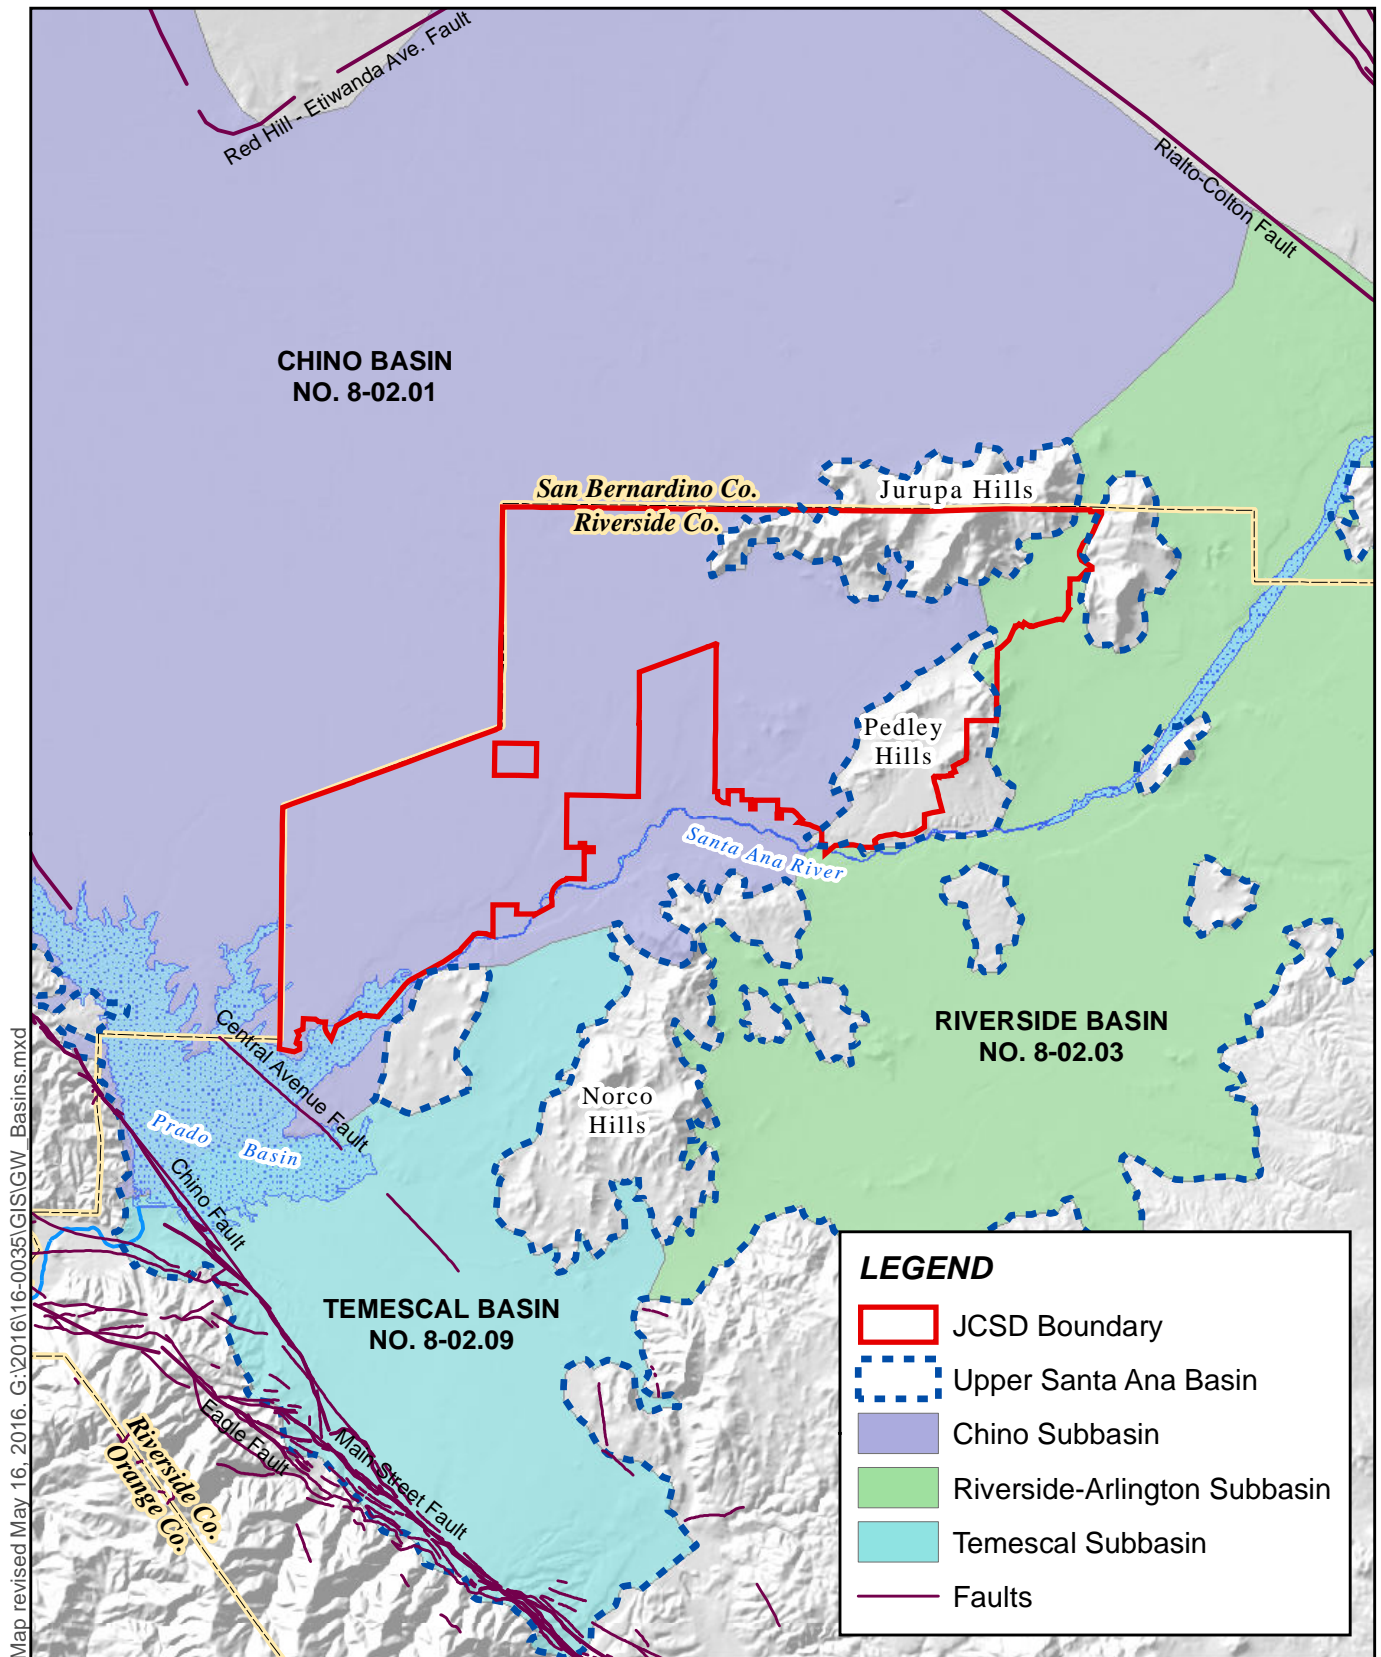 Red Hill - Etiwanda Ave. Fault
Rialto-Colton Fault
CHINO BASIN
NO. 8-02.01
San Bernardino Co.
Riverside Co.
Jurupa Hills
Pedley
Hills
Santa Ana River
Central Avenue Fault
Prado Basin
Chino Fault
Norco
Hills
RIVERSIDE BASIN
NO. 8-02.03
TEMESCAL BASIN
NO. 8-02.09
Eagle Fault
Main Street Fault
Riverside Co.
Orange Co.
LEGEND
JCSD Boundary
Upper Santa Ana Basin
Chino Subbasin
Riverside-Arlington Subbasin
Temescal Subbasin
Faults
Map revised May 16, 2016. G:\2016\16-0035\GIS\GW_Basins.mxd